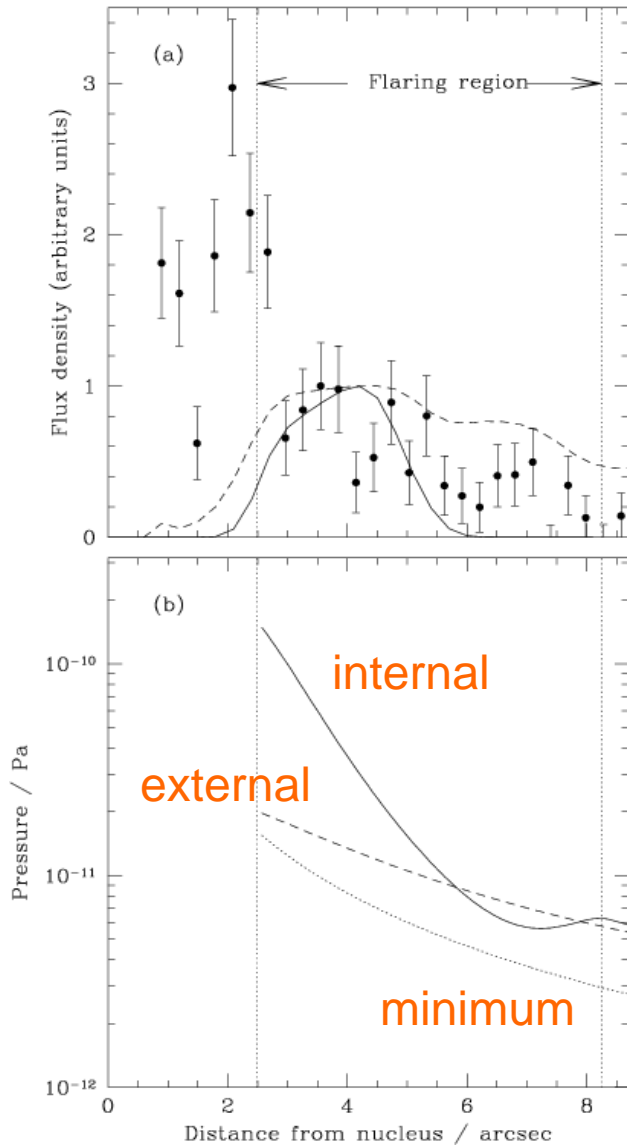 (a)
Flaring region
3
2
1
0
Flux density (arbitrary units)
(b)
internal
external
minimum
10⁻¹⁰
10⁻¹¹
10⁻¹²
Pressure / Pa
0 2 4 6 8
Distance from nucleus / arcsec